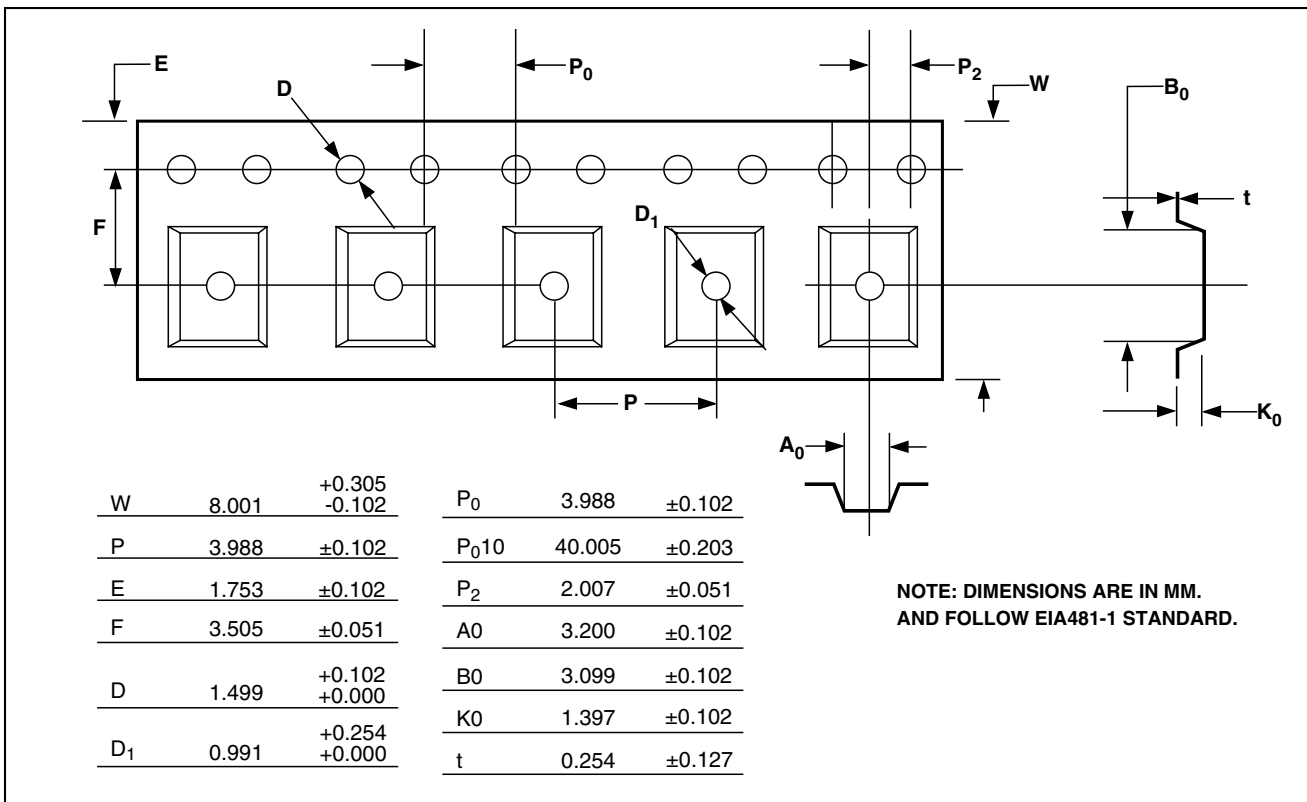 E
D
P0
P2
W
B0
F
D1
t
P
A0
K0
W 8.001 +0.305 -0.102
P 3.988 ±0.102
E 1.753 ±0.102
F 3.505 ±0.051
D 1.499 +0.102 +0.000
D1 0.991 +0.254 +0.000
P0 3.988 ±0.102
P010 40.005 ±0.203
P2 2.007 ±0.051
A0 3.200 ±0.102
B0 3.099 ±0.102
K0 1.397 ±0.102
t 0.254 ±0.127
NOTE: DIMENSIONS ARE IN MM.
AND FOLLOW EIA481-1 STANDARD.